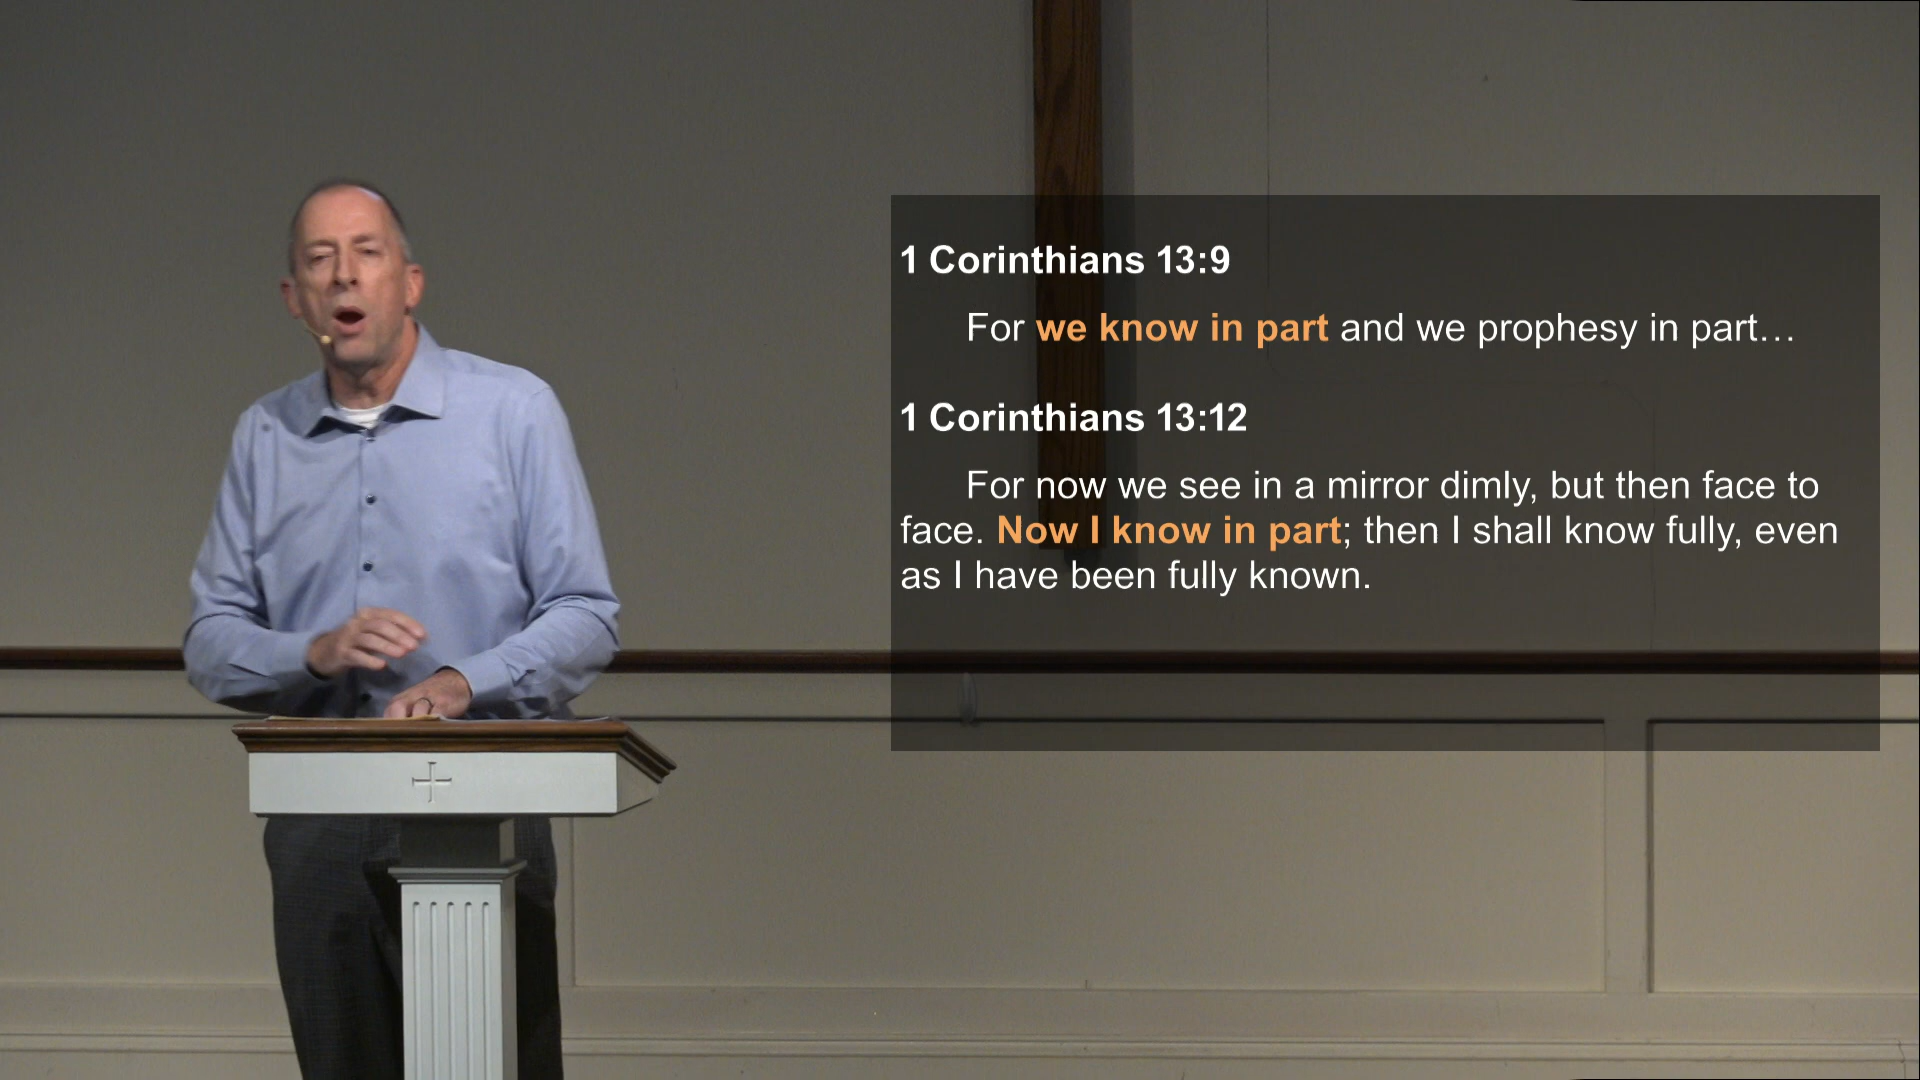 1 Corinthians 13:9
For we know in part and we prophesy in part…
1 Corinthians 13:12
For now we see in a mirror dimly, but then face to
face. Now I know in part; then I shall know fully, even
as I have been fully known.